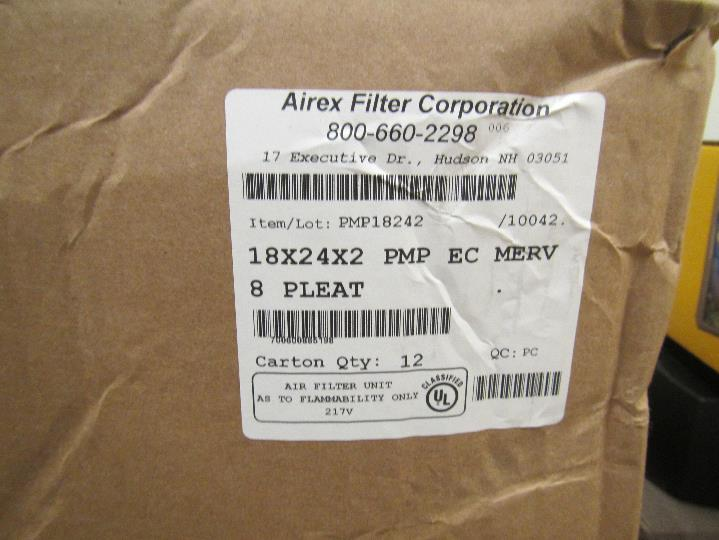 Airex Filter Corporation
800-660-2298 006
17 Executive Dr., Hudson NH 03051
Item/Lot: PMP18242 /10042.
18X24X2 PMP EC MERV
8 PLEAT .
Carton Qty: 12 QC: PC
AIR FILTER UNIT
AS TO FLAMMABILITY ONLY
217V
CLASSIFIED
UL